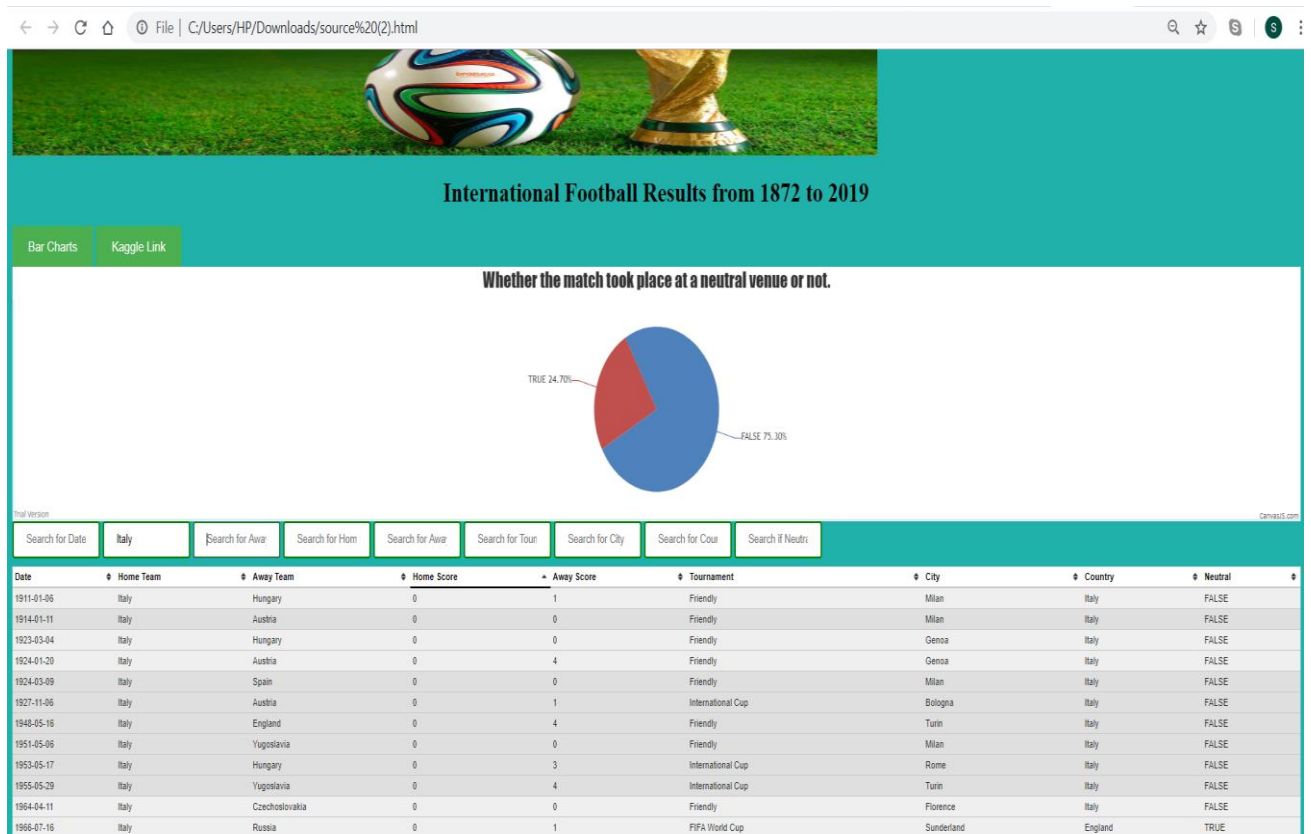 File | C:/Users/HP/Downloads/source%20(2).html
S
S
International Football Results from 1872 to 2019
Bar Charts Kaggle Link
Whether the match took place at a neutral venue or not.
TRUE 24.70%
FALSE 75.30%
Trial Version CanvasJS.com
Search for Date Italy Search for Awa Search for Hom Search for Awa Search for Tour Search for City Search for Cour Search if Neutra
Date Home Team Away Team Home Score Away Score Tournament City Country Neutral
1911-01-06 Italy Hungary 0 1 Friendly Milan Italy FALSE
1914-01-11 Italy Austria 0 0 Friendly Milan Italy FALSE
1923-03-04 Italy Hungary 0 0 Friendly Genoa Italy FALSE
1924-01-20 Italy Austria 0 4 Friendly Genoa Italy FALSE
1924-03-09 Italy Spain 0 0 Friendly Milan Italy FALSE
1927-11-06 Italy Austria 0 1 International Cup Bologna Italy FALSE
1948-05-16 Italy England 0 4 Friendly Turin Italy FALSE
1951-05-06 Italy Yugoslavia 0 0 Friendly Milan Italy FALSE
1953-05-17 Italy Hungary 0 3 International Cup Rome Italy FALSE
1955-05-29 Italy Yugoslavia 0 4 International Cup Turin Italy FALSE
1964-04-11 Italy Czechoslovakia 0 0 Friendly Florence Italy FALSE
1966-07-16 Italy Russia 0 1 FIFA World Cup Sunderland England TRUE